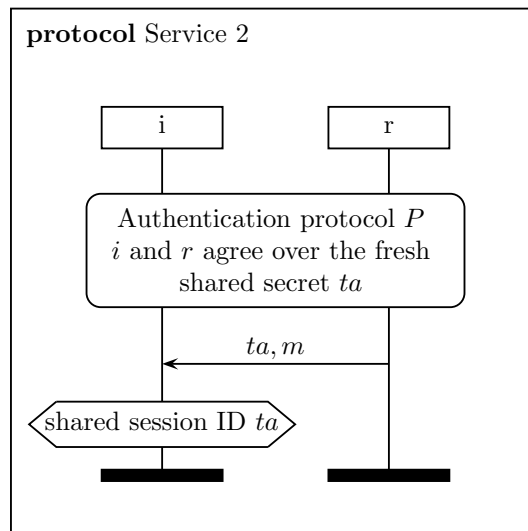 protocol Service 2
i
r
Authentication protocol P
i and r agree over the fresh
shared secret ta
ta, m
shared session ID ta